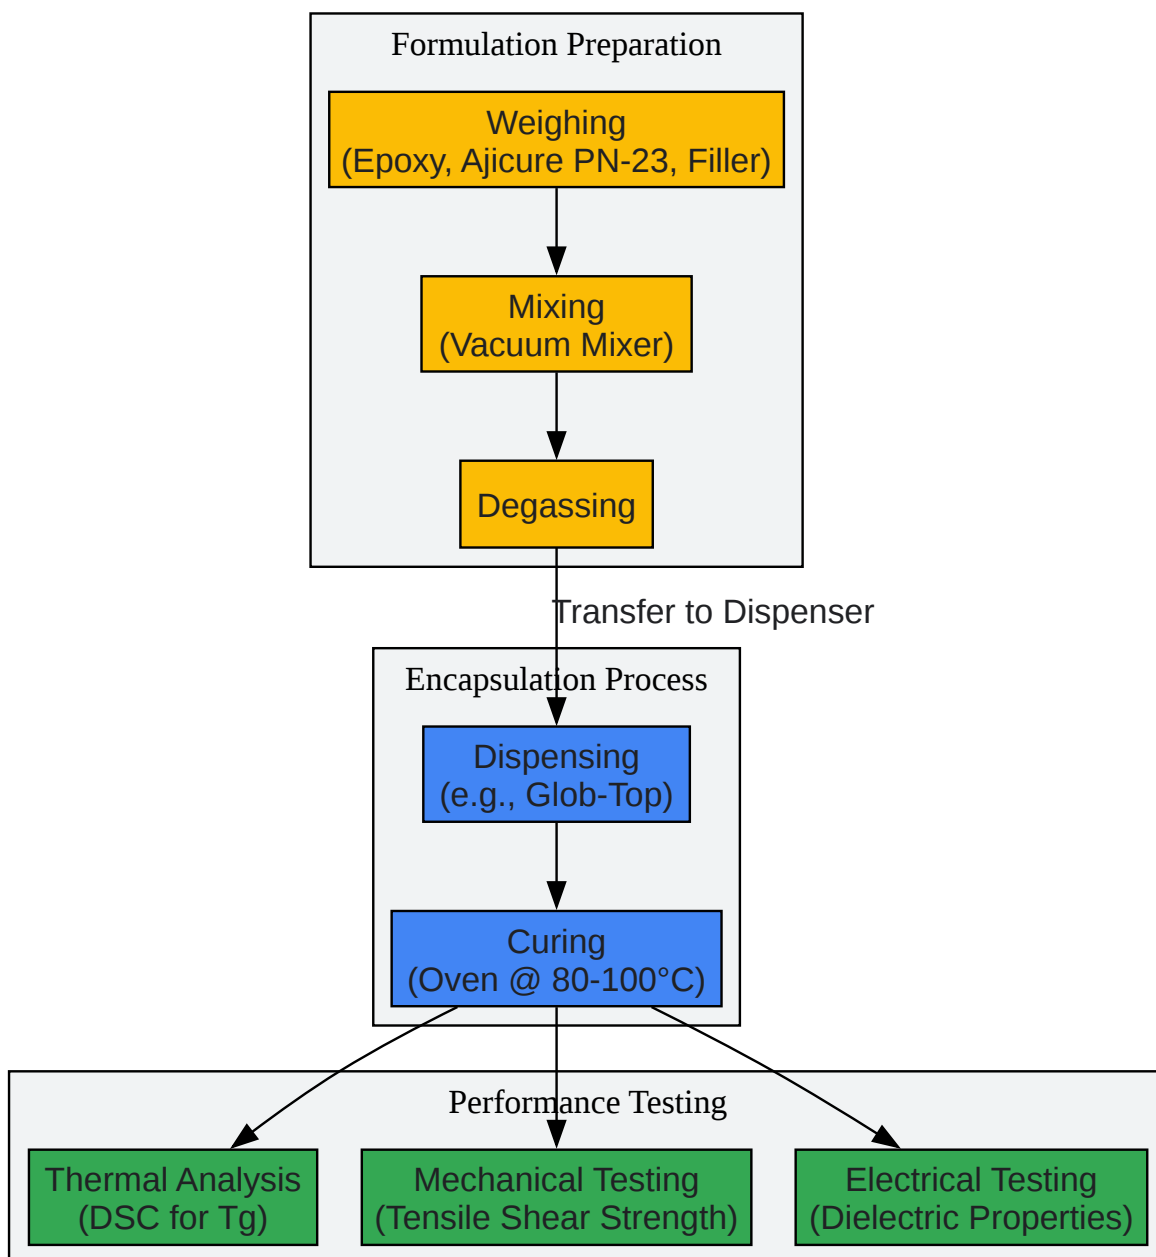 Formulation Preparation
Weighing
(Epoxy, Ajicure PN-23, Filler)
Mixing
(Vacuum Mixer)
Degassing
Transfer to Dispenser
Encapsulation Process
Dispensing
(e.g., Glob-Top)
Curing
(Oven @ 80-100°C)
Performance Testing
Thermal Analysis
(DSC for Tg)
Mechanical Testing
(Tensile Shear Strength)
Electrical Testing
(Dielectric Properties)